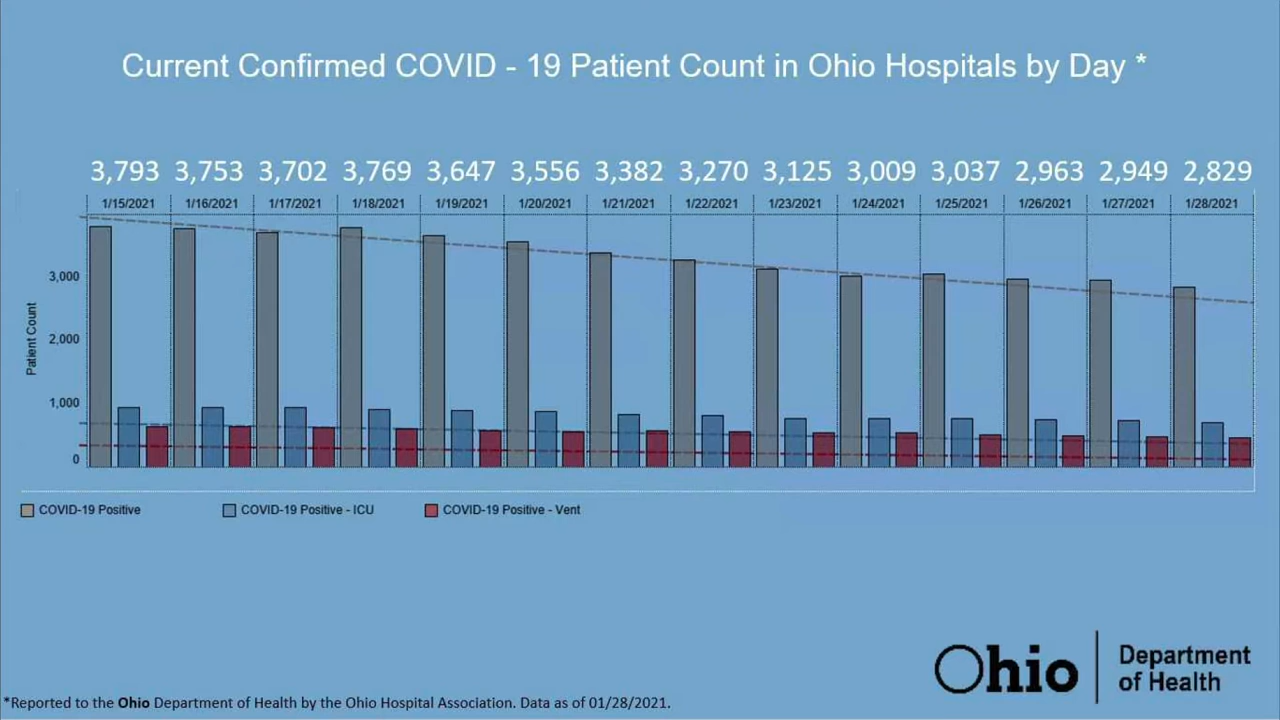 Current Confirmed COVID - 19 Patient Count in Ohio Hospitals by Day *
3,793 3,753 3,702 3,769 3,647 3,556 3,382 3,270 3,125 3,009 3,037 2,963 2,949 2,829
1/15/2021 1/16/2021 1/17/2021 1/18/2021 1/19/2021 1/20/2021 1/21/2021 1/22/2021 1/23/2021 1/24/2021 1/25/2021 1/26/2021 1/27/2021 1/28/2021
Patient Count
3,000
2,000
1,000
0
COVID-19 Positive COVID-19 Positive - ICU COVID-19 Positive - Vent
Ohio
Department
of Health
*Reported to the Ohio Department of Health by the Ohio Hospital Association. Data as of 01/28/2021.